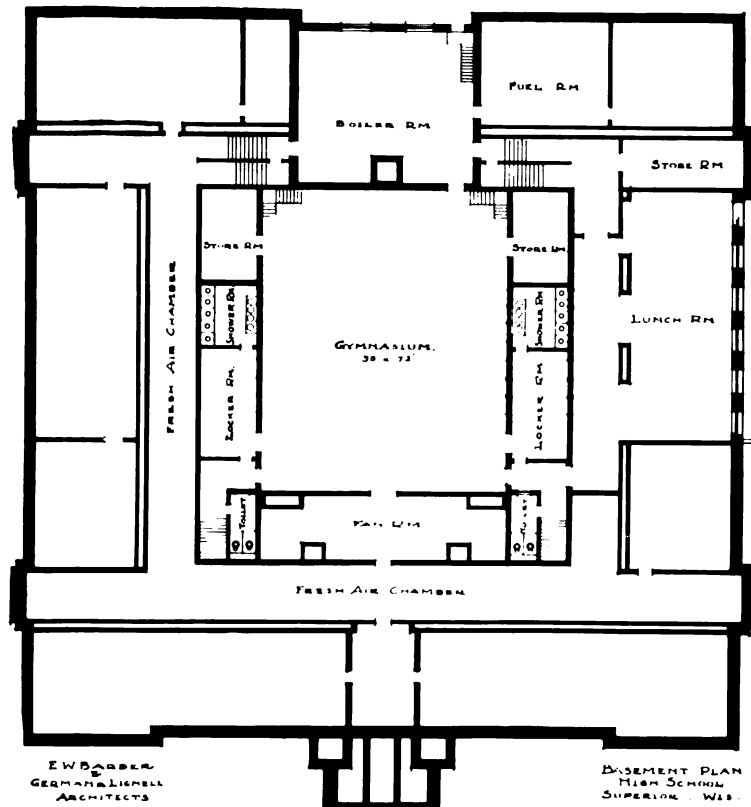 FUEL RM
BOILER RM
STORE RM
STORE RM
STORE RM
FRESH AIR CHAMBER
SHOWER RM
SHOWER RM
LUNCH RM
GYMNASIUM
LOCKER RM.
LOCKER RM
TOILET
TOILET
FAN RM
FRESH AIR CHAMBER
E W BARBER
&
GERMAN & LIGNELL
ARCHITECTS
BASEMENT PLAN
HIGH SCHOOL
SUPERIOR. WIS.